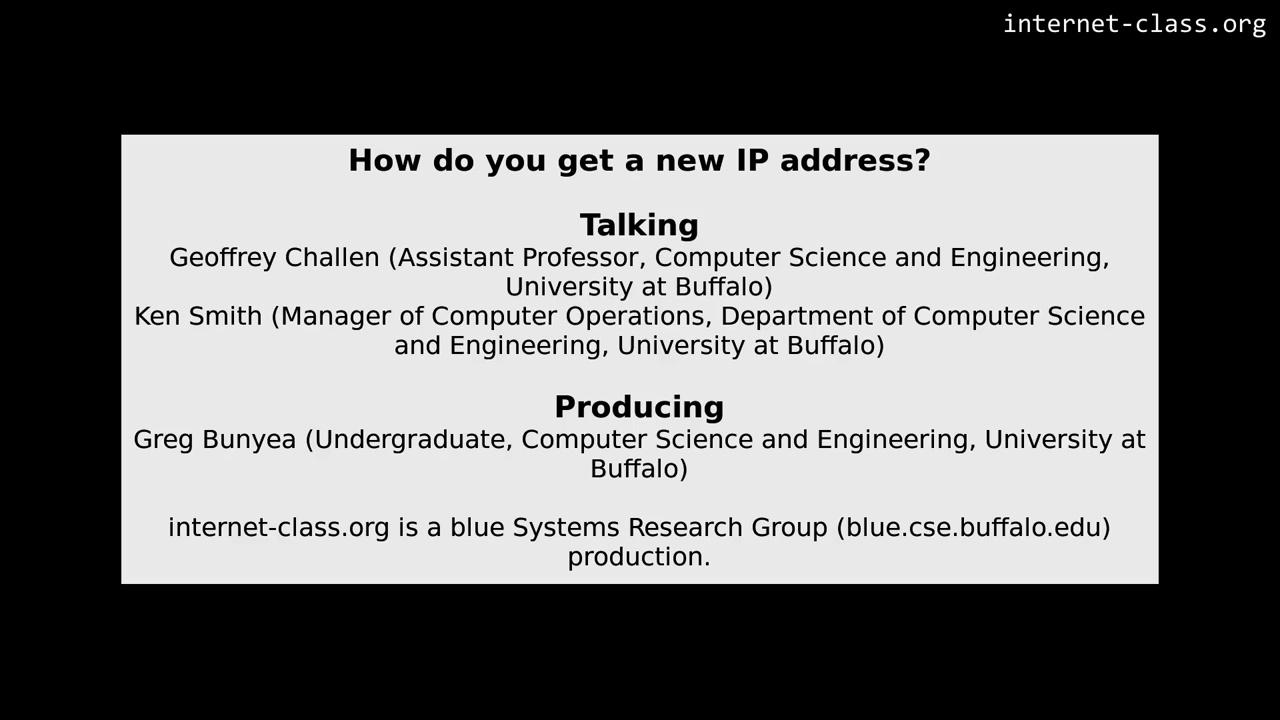 internet-class.org
How do you get a new IP address?
Talking
Geoffrey Challen (Assistant Professor, Computer Science and Engineering,
University at Buffalo)
Ken Smith (Manager of Computer Operations, Department of Computer Science
and Engineering, University at Buffalo)
Producing
Greg Bunyea (Undergraduate, Computer Science and Engineering, University at
Buffalo)
internet-class.org is a blue Systems Research Group (blue.cse.buffalo.edu)
production.